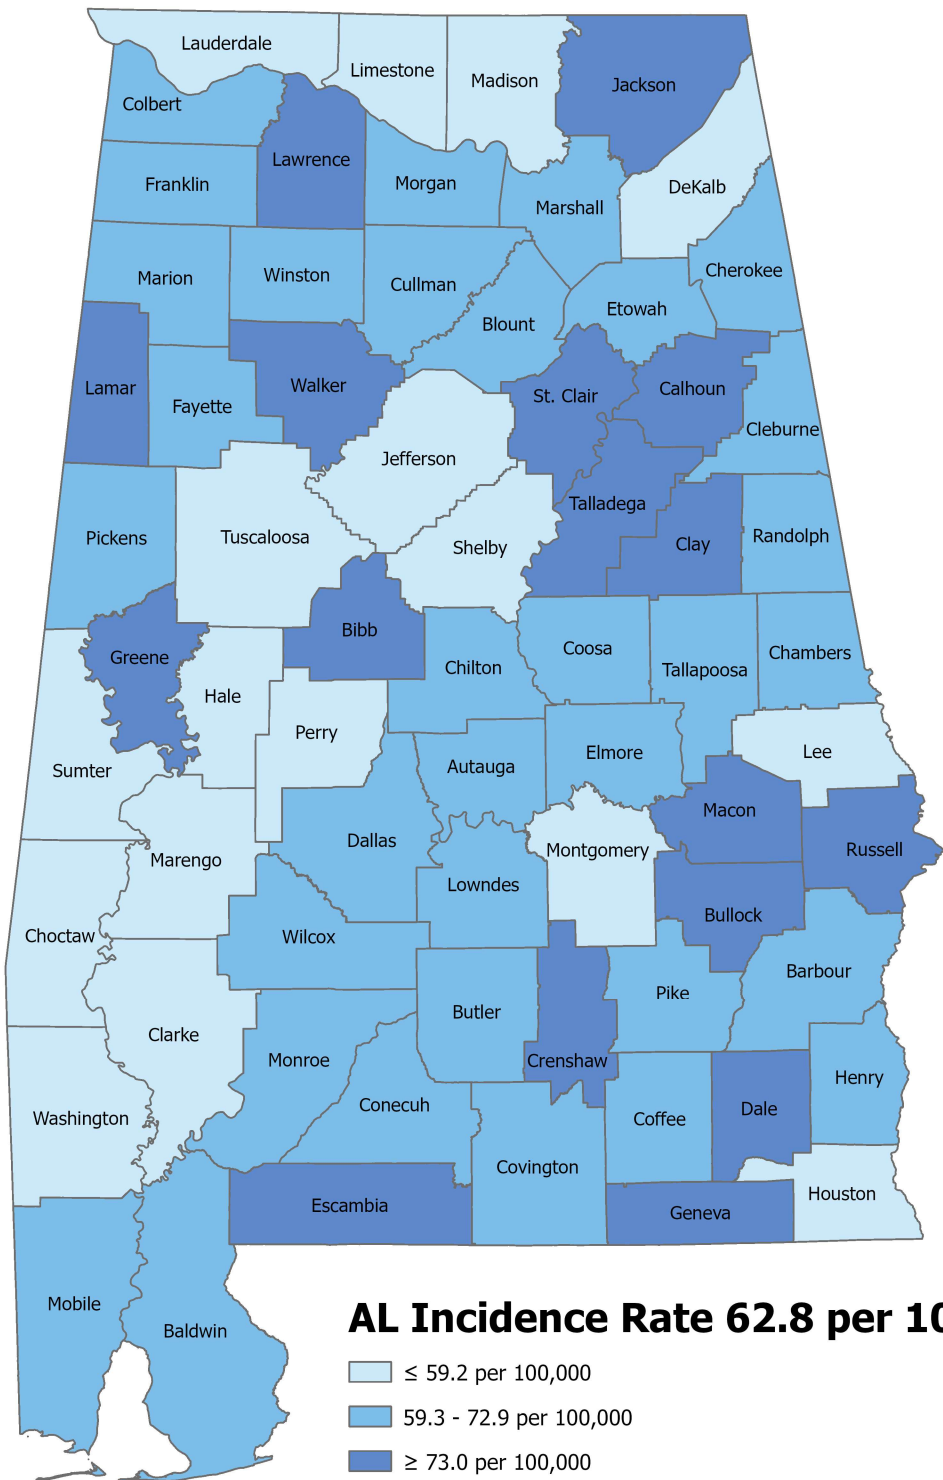 Lauderdale
Limestone
Madison
Jackson
Colbert
Lawrence
Franklin
Morgan
DeKalb
Marshall
Marion
Winston
Cullman
Cherokee
Etowah
Blount
Lamar
Walker
St. Clair
Calhoun
Fayette
Cleburne
Jefferson
Talladega
Pickens
Tuscaloosa
Shelby
Clay
Randolph
Greene
Bibb
Coosa
Chambers
Hale
Chilton
Tallapoosa
Perry
Elmore
Lee
Sumter
Autauga
Macon
Dallas
Montgomery
Russell
Marengo
Lowndes
Bullock
Choctaw
Wilcox
Barbour
Pike
Butler
Clarke
Monroe
Crenshaw
Henry
Conecuh
Dale
Washington
Coffee
Covington
Houston
Escambia
Geneva
Mobile
Baldwin
AL Incidence Rate 62.8 per 10
≤ 59.2 per 100,000
59.3 - 72.9 per 100,000
≥ 73.0 per 100,000